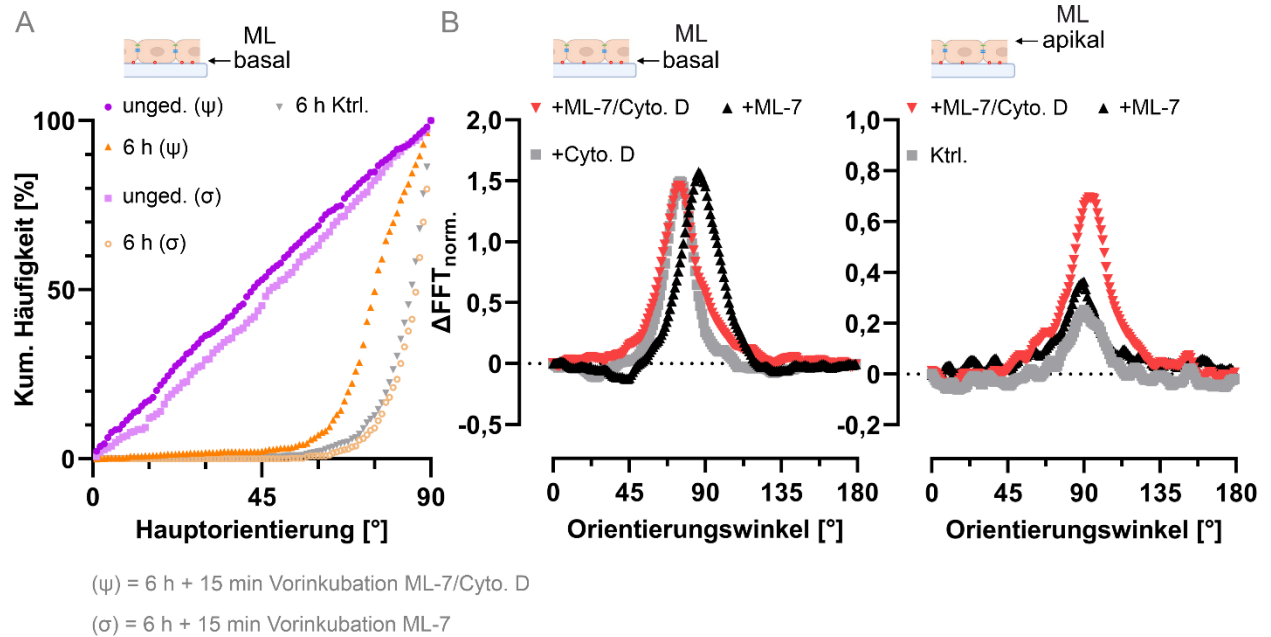 A
ML
basal
unged. (ψ)
6 h Ktrl.
6 h (ψ)
unged. (σ)
6 h (σ)
Kum. Häufigkeit [%]
100
50
0
0
45
90
Hauptorientierung [°]
(ψ) = 6 h + 15 min Vorinkubation ML-7/Cyto. D
(σ) = 6 h + 15 min Vorinkubation ML-7
B
ML
basal
+ML-7/Cyto. D
+ML-7
+Cyto. D
ΔFFTnorm.
2,0
1,5
1,0
0,5
0
-0,5
0
45
90
135
180
Orientierungswinkel [°]
ML
apikal
+ML-7/Cyto. D
+ML-7
Ktrl.
1,0
0,8
0,6
0,4
0,2
0
-0,2
0
45
90
135
180
Orientierungswinkel [°]